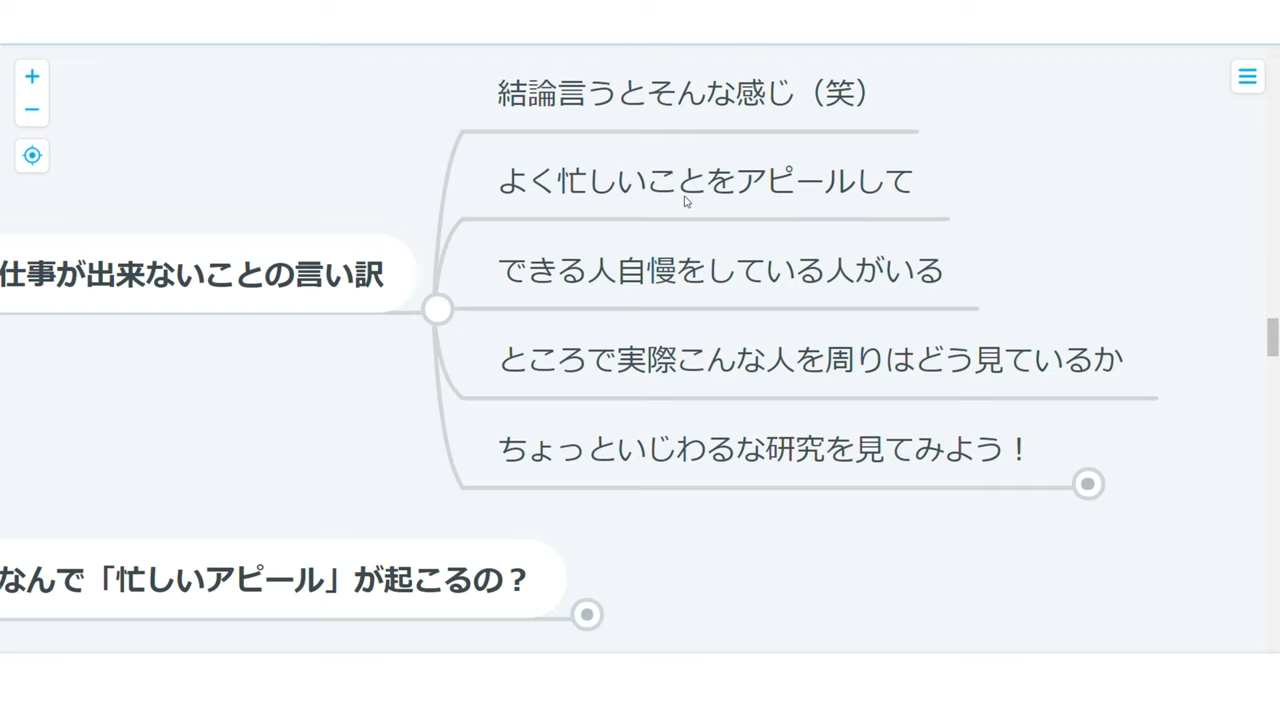 結論言うとそんな感じ（笑）
よく忙しいことをアピールして
仕事が出来ないことの言い訳
できる人自慢をしている人がいる
ところで実際こんな人を周りはどう見ているか
ちょっといじわるな研究を見てみよう！
なんで「忙しいアピール」が起こるの？